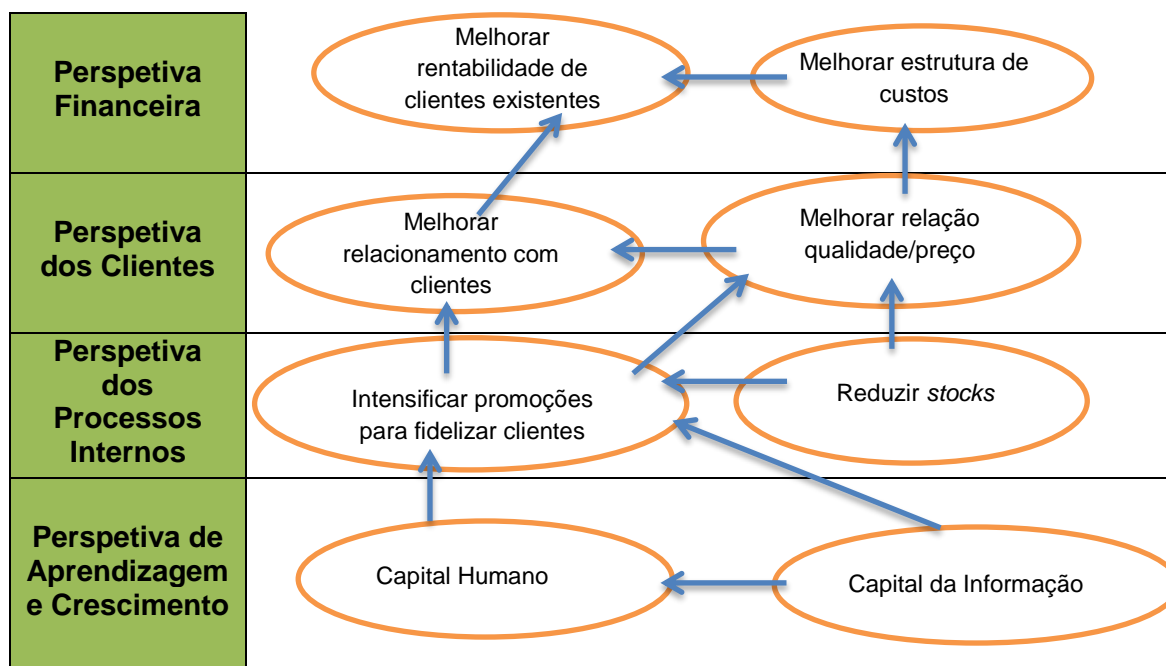 Perspetiva
Financeira
Melhorar
rentabilidade de
clientes existentes
Melhorar estrutura de
custos
Perspetiva
dos Clientes
Melhorar
relacionamento com
clientes
Melhorar relação
qualidade/preço
Perspetiva
dos
Processos
Internos
Intensificar promoções
para fidelizar clientes
Reduzir stocks
Perspetiva de
Aprendizagem
e Crescimento
Capital Humano
Capital da Informação